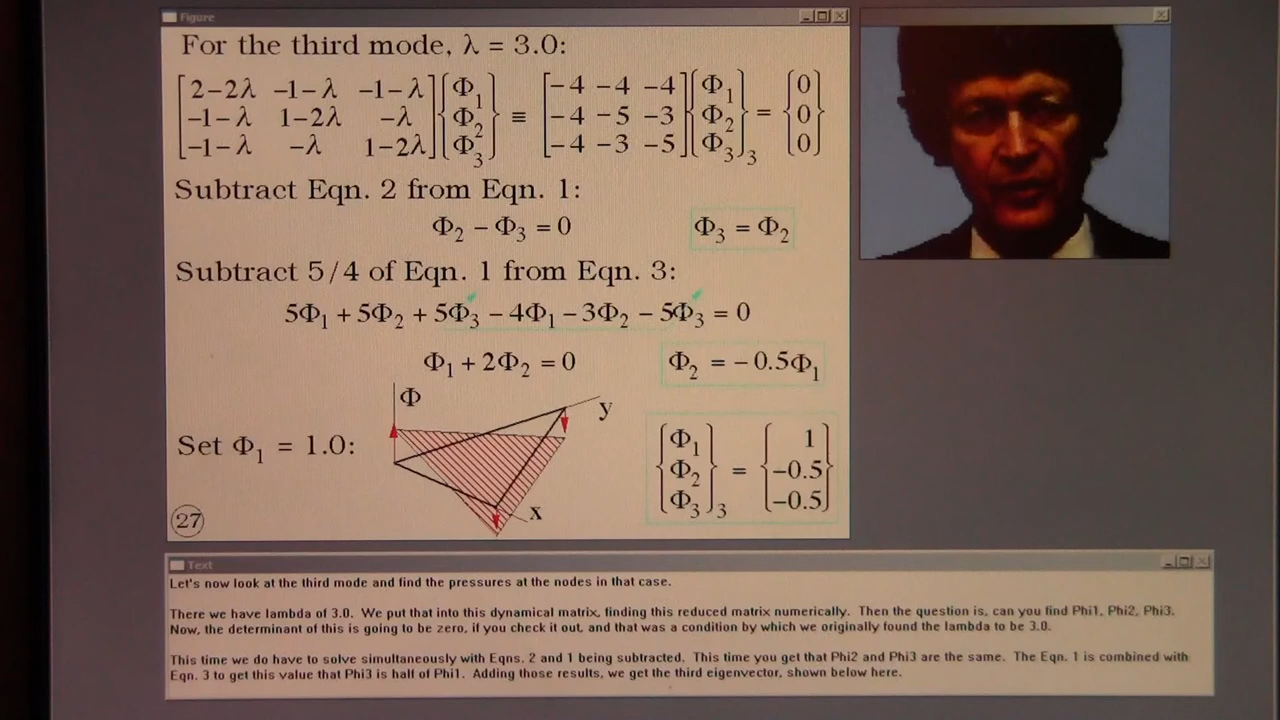 Figure
For the third mode, λ = 3.0:
[2−2λ −1−λ −1−λ] {Φ1} [−4 −4 −4] {Φ1} {0}
[−1−λ 1−2λ −λ] {Φ2} ≡ [−4 −5 −3] {Φ2} = {0}
[−1−λ −λ 1−2λ] {Φ3} [−4 −3 −5] {Φ3}3 {0}
Subtract Eqn. 2 from Eqn. 1:
Φ2 − Φ3 = 0 Φ3 = Φ2
Subtract 5/4 of Eqn. 1 from Eqn. 3:
5Φ1 + 5Φ2 + 5Φ3 − 4Φ1 − 3Φ2 − 5Φ3 = 0
Φ1 + 2Φ2 = 0 Φ2 = − 0.5Φ1
Φ
y
Set Φ1 = 1.0:
x
{Φ1} {1}
{Φ2} = {−0.5}
{Φ3}3 {−0.5}
27
Text
Let's now look at the third mode and find the pressures at the nodes in that case.
There we have lambda of 3.0. We put that into this dynamical matrix, finding this reduced matrix numerically. Then the question is, can you find Phi1, Phi2, Phi3.
Now, the determinant of this is going to be zero, if you check it out, and that was a condition by which we originally found the lambda to be 3.0.
This time we do have to solve simultaneously with Eqns. 2 and 1 being subtracted. This time you get that Phi2 and Phi3 are the same. The Eqn. 1 is combined with
Eqn. 3 to get this value that Phi3 is half of Phi1. Adding those results, we get the third eigenvector, shown below here.